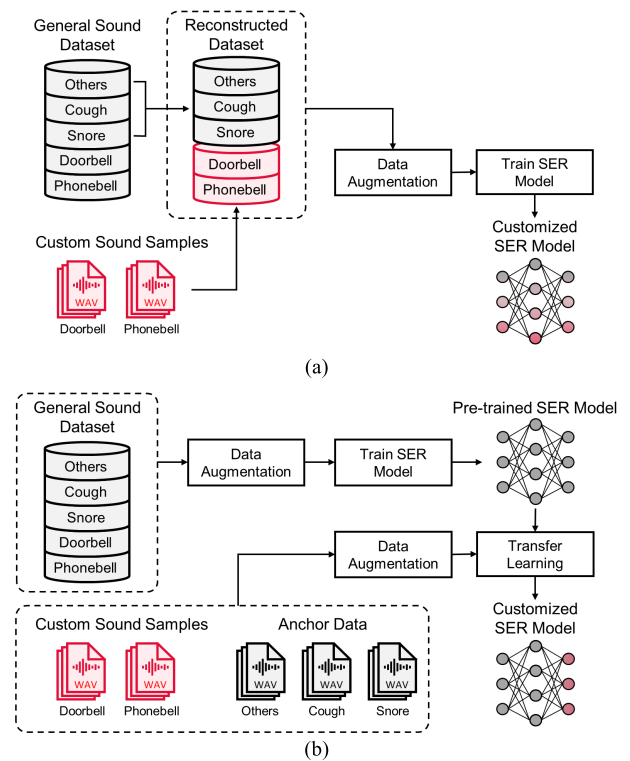 General Sound
Dataset
Others
Cough
Snore
Doorbell
Phonebell
Reconstructed
Dataset
Others
Cough
Snore
Doorbell
Phonebell
Data
Augmentation
Train SER
Model
Customized
SER Model
Custom Sound Samples
WAV
WAV
Doorbell
Phonebell
(a)
General Sound
Dataset
Others
Cough
Snore
Doorbell
Phonebell
Data
Augmentation
Train SER
Model
Pre-trained SER Model
Data
Augmentation
Transfer
Learning
Customized
SER Model
Custom Sound Samples
WAV
WAV
Doorbell
Phonebell
Anchor Data
WAV
WAV
WAV
Others
Cough
Snore
(b)